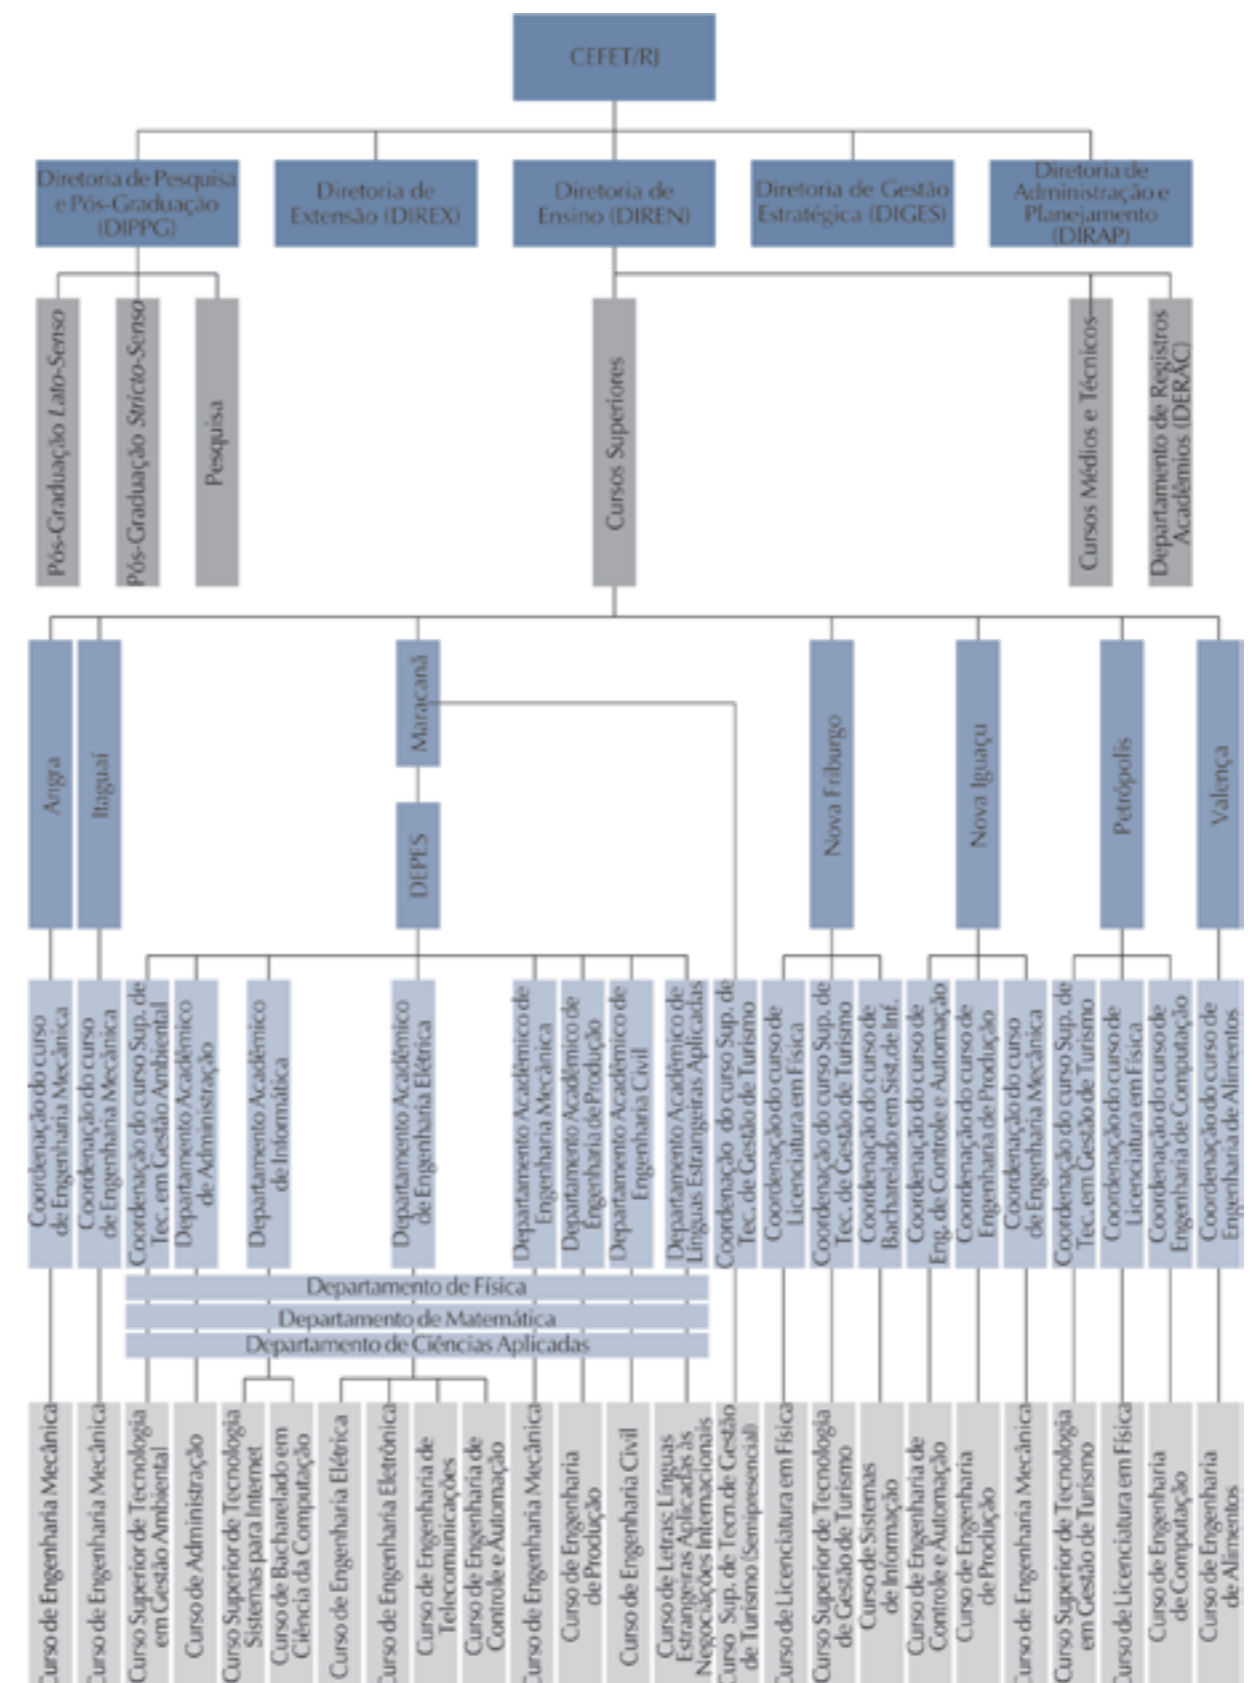 CEFET/RJ
Diretoria de Pesquisa
e Pós-Graduação
(DIPPG)
Diretoria de
Extensão (DIREX)
Diretoria de
Ensino (DIREN)
Diretoria de Gestão
Estratégica (DIGES)
Diretoria de
Administração e
Planejamento
(DIRAP)
Pós-Graduação Lato-Senso
Pós-Graduação Stricto-Senso
Pesquisa
Cursos Superiores
Cursos Médios e Técnicos
Departamento de Registros
Acadêmios (DERAC)
Angra
Itaguaí
Maracanã
DEPES
Nova Friburgo
Nova Iguaçu
Petrópolis
Valença
Coordenação do curso
de Engenharia Mecânica
Coordenação do curso
de Engenharia Mecânica
Coordenação do curso Sup. de
Tec. em Gestão Ambiental
Departamento Acadêmico
de Administração
Departamento Acadêmico
de Informática
Departamento Acadêmico
de Engenharia Elétrica
Departamento Acadêmico de
Engenharia Mecânica
Departamento Acadêmico de
Engenharia de Produção
Departamento Acadêmico de
Engenharia Civil
Departamento Acadêmico de
Línguas Estrangeiras Aplicadas
Coordenação do curso Sup. de
Tec. de Gestão de Turismo
Coordenação do curso de
Licenciatura em Física
Coordenação do curso Sup. de
Tec. de Gestão de Turismo
Coordenação do curso de
Bacharelado em Sist.de Inf.
Coordenação do curso de
Eng. de Controle e Automação
Coordenação do curso de
Engenharia de Produção
Coordenação do curso
de Engenharia Mecânica
Coordenação do curso Sup. de
Tec. em Gestão de Turismo
Coordenação do curso de
Licenciatura em Física
Coordenação do curso de
Engenharia de Computação
Coordenação do curso de
Engenharia de Alimentos
Departamento de Física
Departamento de Matemática
Departamento de Ciências Aplicadas
Curso de Engenharia Mecânica
Curso de Engenharia Mecânica
Curso Superior de Tecnologia
em Gestão Ambiental
Curso de Administração
Curso Superior de Tecnologia
Sistemas para Internet
Curso de Bacharelado em
Ciência da Computação
Curso de Engenharia Elétrica
Curso de Engenharia Eletrônica
Curso de Engenharia de
Telecomunicações
Curso de Engenharia de
Controle e Automação
Curso de Engenharia Mecânica
Curso de Engenharia
de Produção
Curso de Engenharia Civil
Curso de Letras: Línguas
Estrangeiras Aplicadas às
Negociações Internacionais
Curso Sup. de Tecn.de Gestão
de Turismo (Semipresencial)
Curso de Licenciatura em Física
Curso Superior de Tecnologia
de Gestão de Turismo
Curso de Sistemas
de Informação
Curso de Engenharia de
Controle e Automação
Curso de Engenharia
de Produção
Curso de Engenharia Mecânica
Curso Superior de Tecnologia
em Gestão de Turismo
Curso de Licenciatura em Física
Curso de Engenharia
de Computação
Curso de Engenharia
de Alimentos